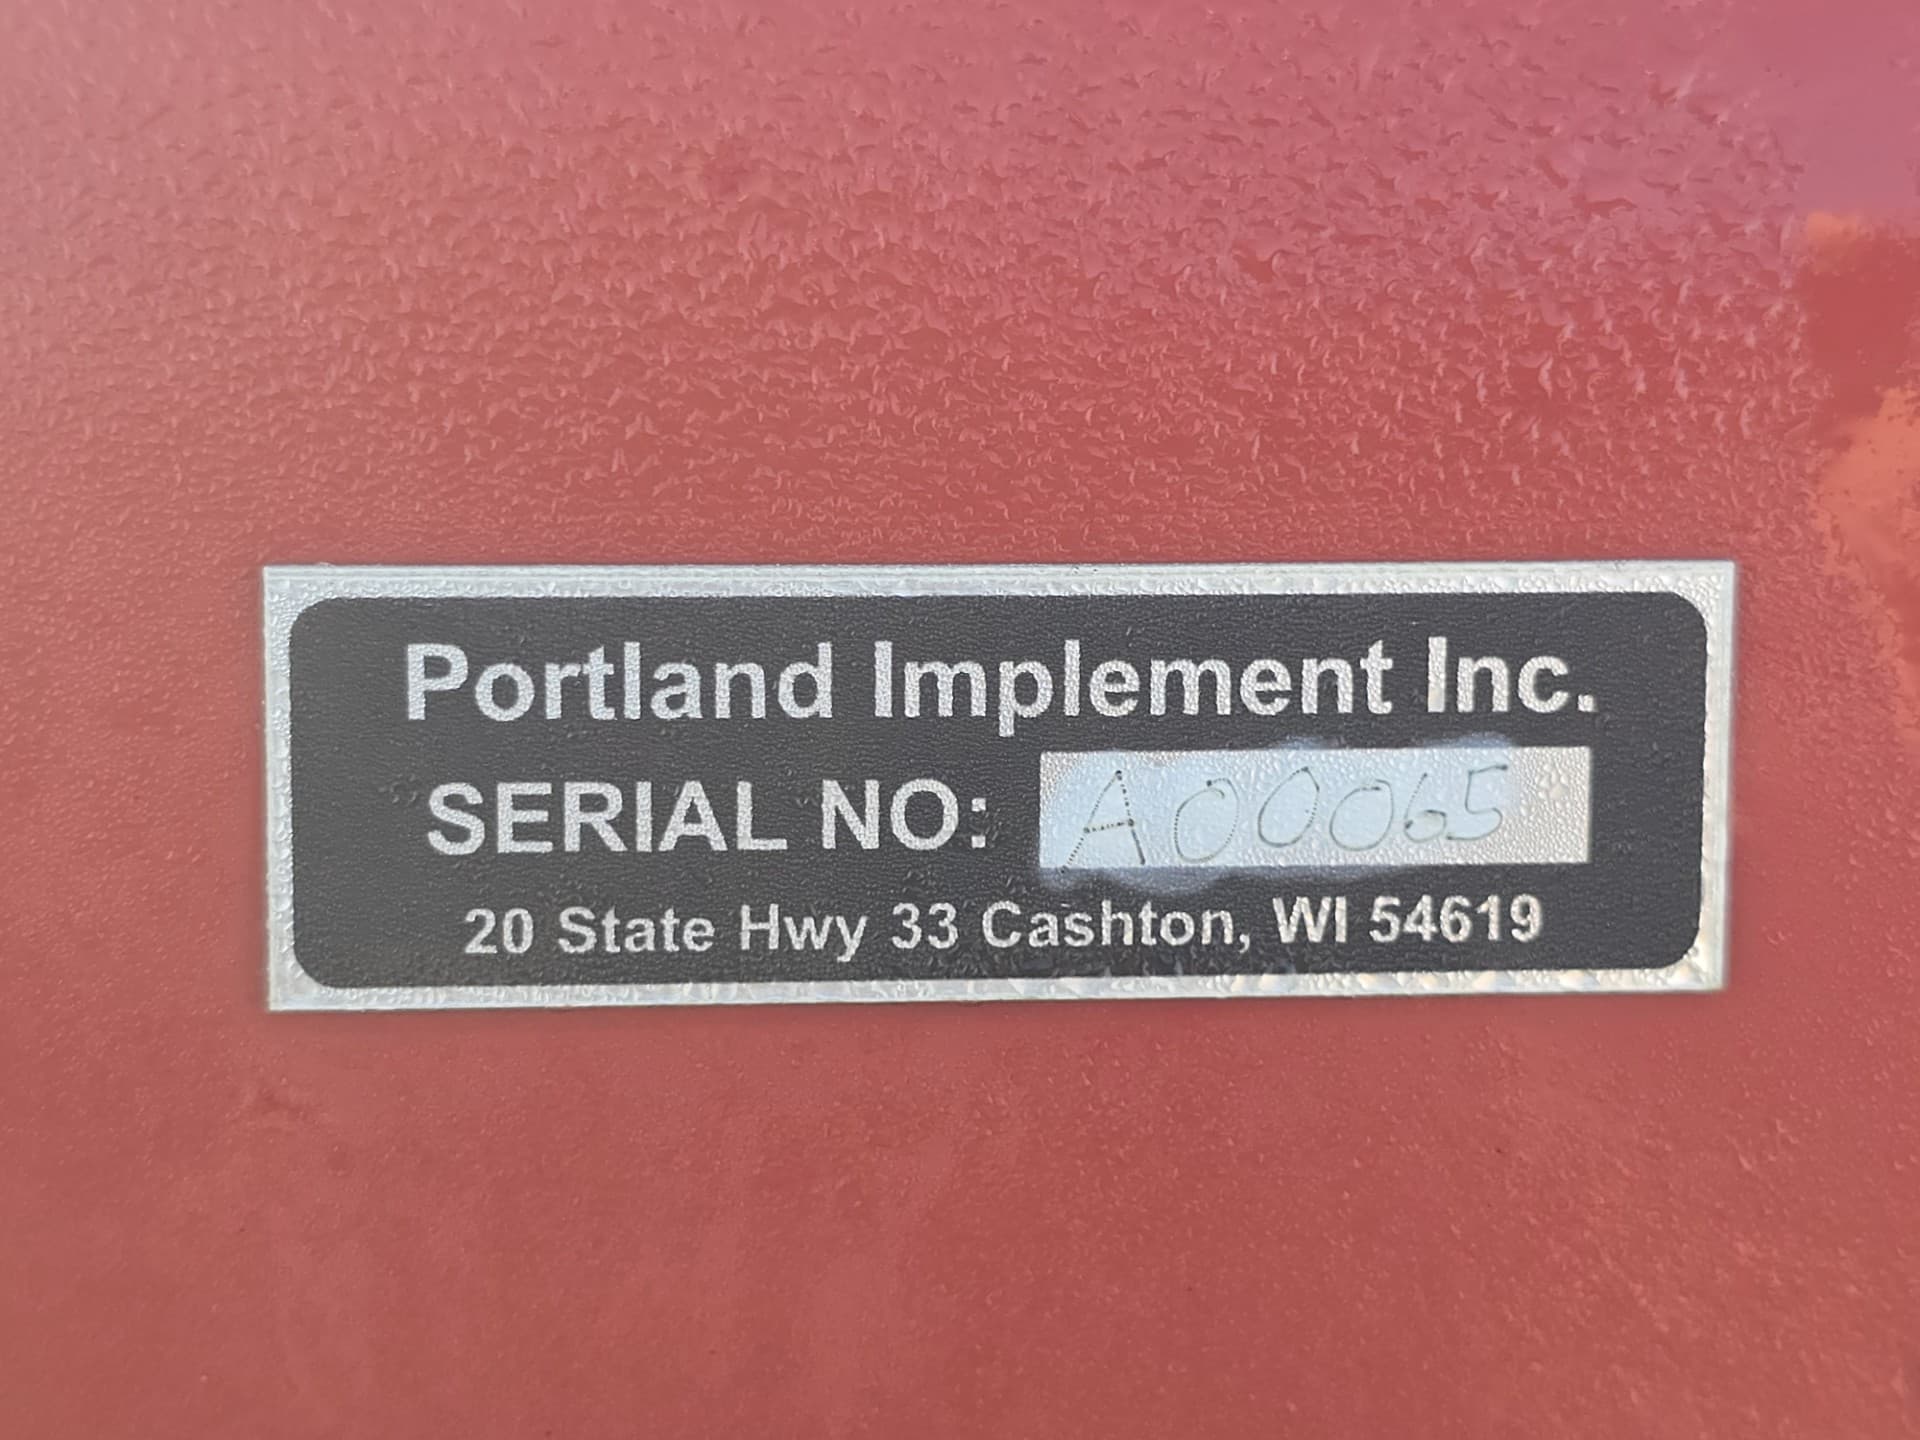 Portland Implement Inc.
SERIAL NO: A00065
20 State Hwy 33 Cashton, WI 54619